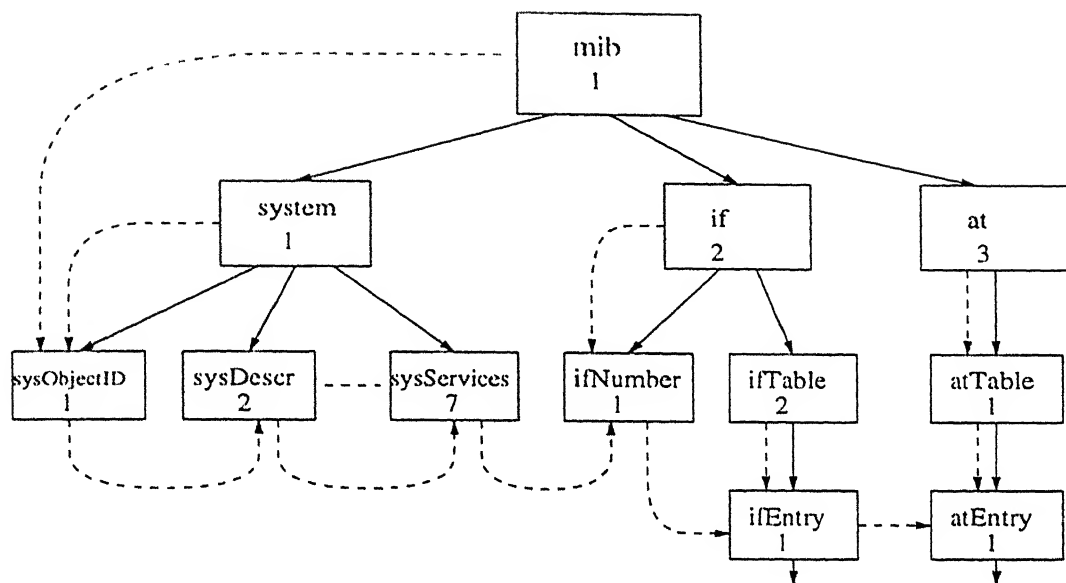 mib
1
system
1
if
2
at
3
sysObjectID
1
sysDescr
2
sysServices
7
ifNumber
1
ifTable
2
atTable
1
ifEntry
1
atEntry
1